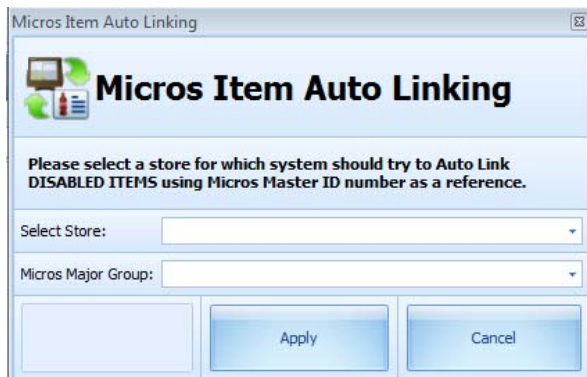 Micros Item Auto Linking
Micros Item Auto Linking
Please select a store for which system should try to Auto Link
DISABLED ITEMS using Micros Master ID number as a reference.
Select Store:
Micros Major Group:
Apply
Cancel